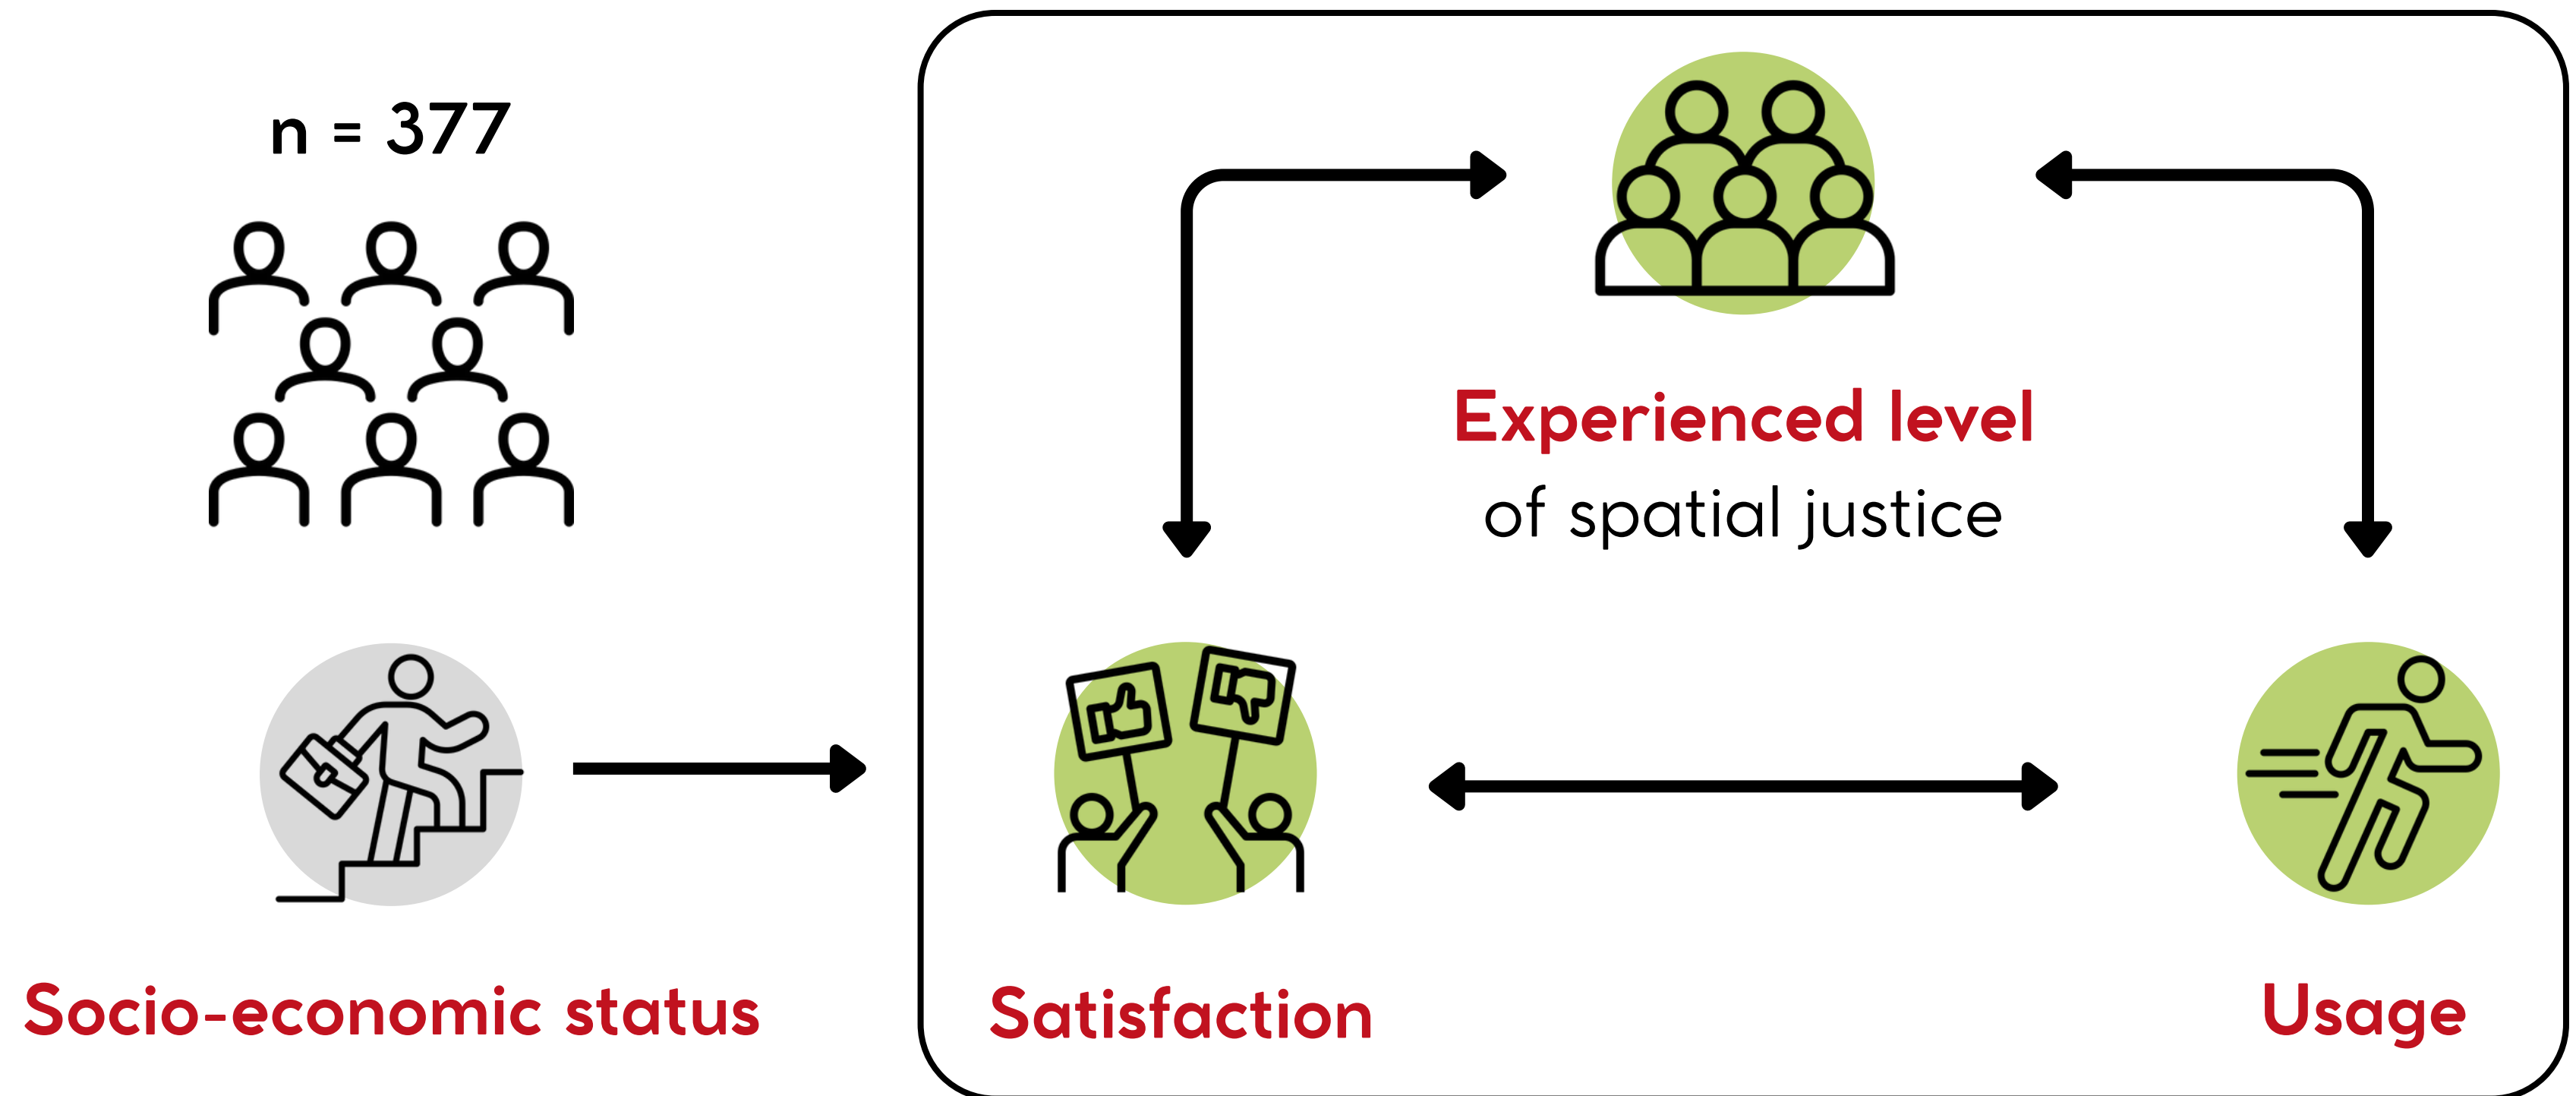 n = 377
Experienced level
of spatial justice
Socio-economic status
Satisfaction
Usage